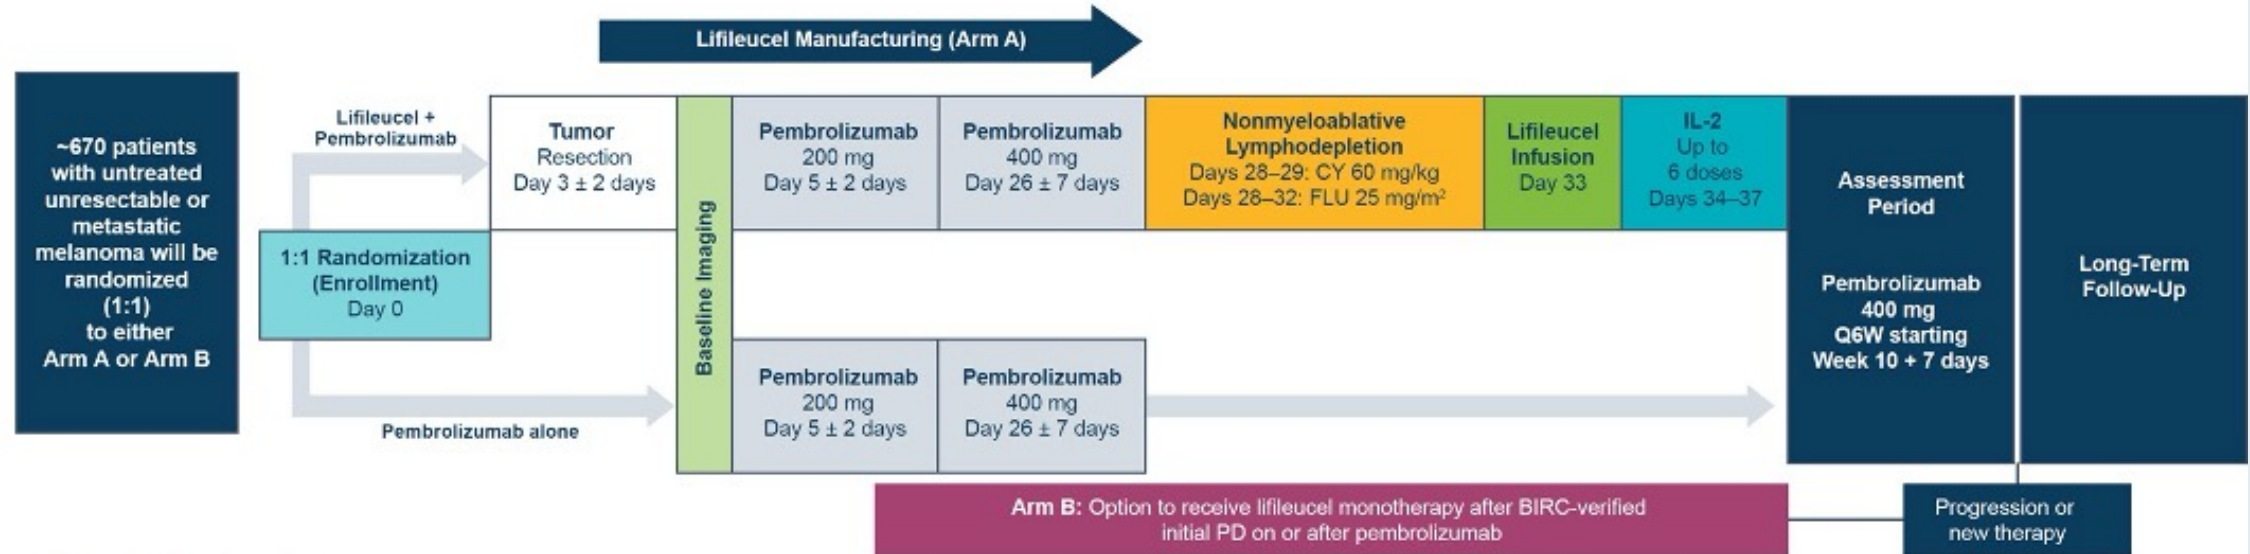 Lifileucel Manufacturing (Arm A)
~670 patients
with untreated
unresectable or
metastatic
melanoma will be
randomized
(1:1)
to either
Arm A or Arm B
Lifileucel +
Pembrolizumab
1:1 Randomization
(Enrollment)
Day 0
Pembrolizumab alone
Tumor
Resection
Day 3 ± 2 days
Baseline Imaging
Pembrolizumab
200 mg
Day 5 ± 2 days
Pembrolizumab
400 mg
Day 26 ± 7 days
Nonmyeloablative
Lymphodepletion
Days 28–29: CY 60 mg/kg
Days 28–32: FLU 25 mg/m²
Lifileucel
Infusion
Day 33
IL-2
Up to
6 doses
Days 34–37
Pembrolizumab
200 mg
Day 5 ± 2 days
Pembrolizumab
400 mg
Day 26 ± 7 days
Assessment
Period
Pembrolizumab
400 mg
Q6W starting
Week 10 + 7 days
Long-Term
Follow-Up
Arm B: Option to receive lifileucel monotherapy after BIRC-verified
initial PD on or after pembrolizumab
Progression or
new therapy